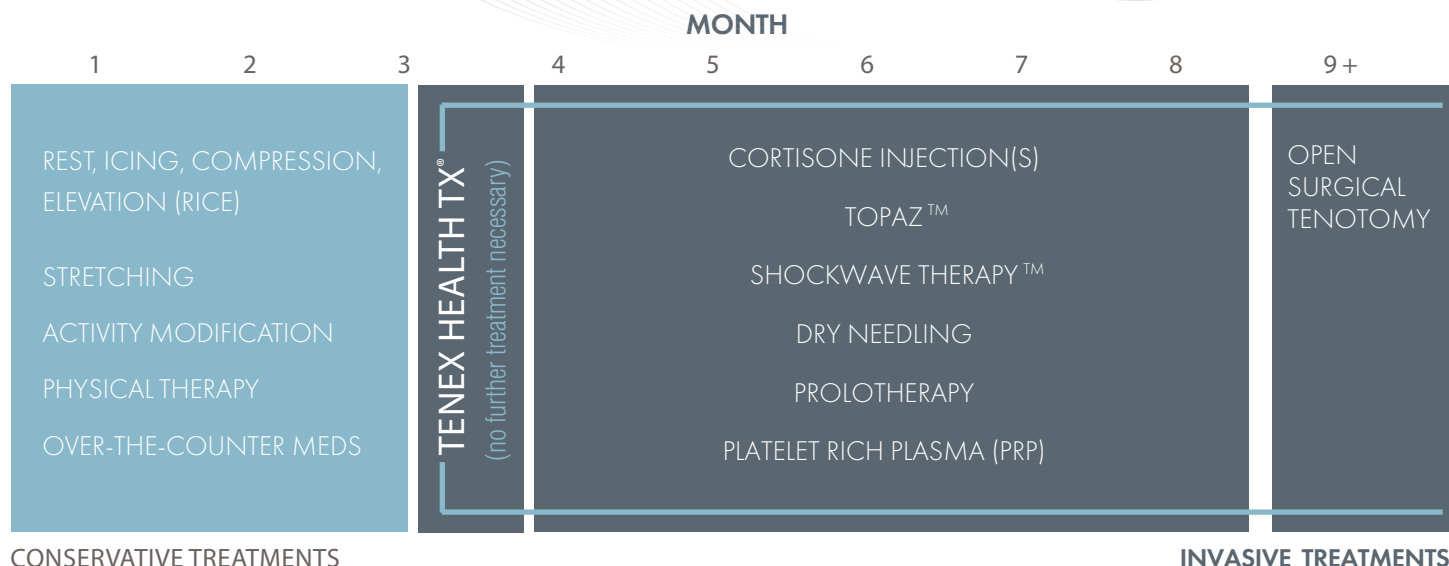 MONTH
1 2 3 4 5 6 7 8 9+
REST, ICING, COMPRESSION,
ELEVATION (RICE)
STRETCHING
ACTIVITY MODIFICATION
PHYSICAL THERAPY
OVER-THE-COUNTER MEDS
TENEX HEALTH TX®
(no further treatment necessary)
CORTISONE INJECTION(S)
TOPAZ™
SHOCKWAVE THERAPY™
DRY NEEDLING
PROLOTHERAPY
PLATELET RICH PLASMA (PRP)
OPEN
SURGICAL
TENOTOMY
CONSERVATIVE TREATMENTS
INVASIVE TREATMENTS